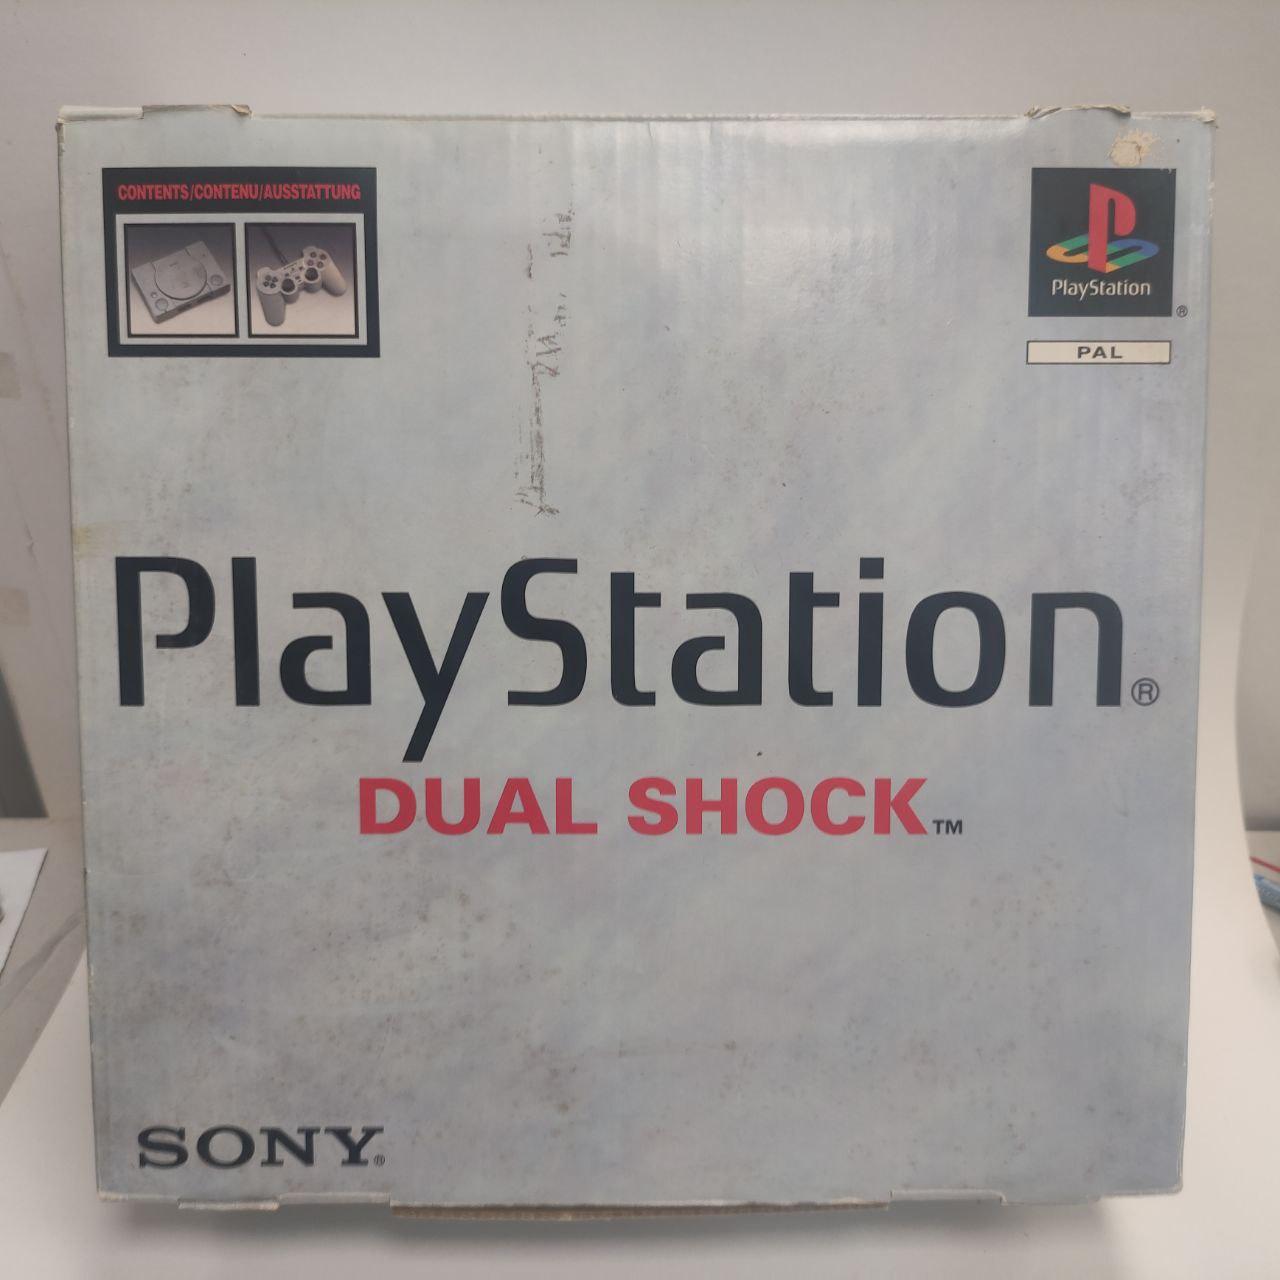 CONTENTS/CONTENU/AUSSTATTUNG
PlayStation
®
PAL
PlayStation®
DUAL SHOCK™
SONY®